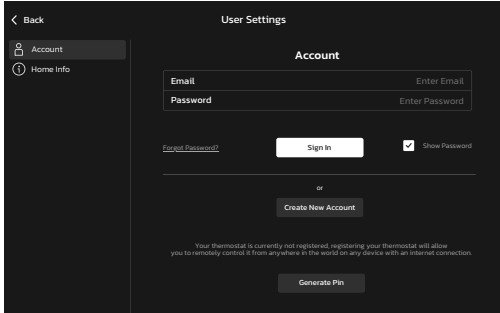 Back
User Settings
Account
Home Info
Account
Email
Enter Email
Password
Enter Password
Forgot Password?
Sign In
Show Password
or
Create New Account
Your thermostat is currently not registered, registering your thermostat will allow
you to remotely control it from anywhere in the world on any device with an internet connection.
Generate Pin